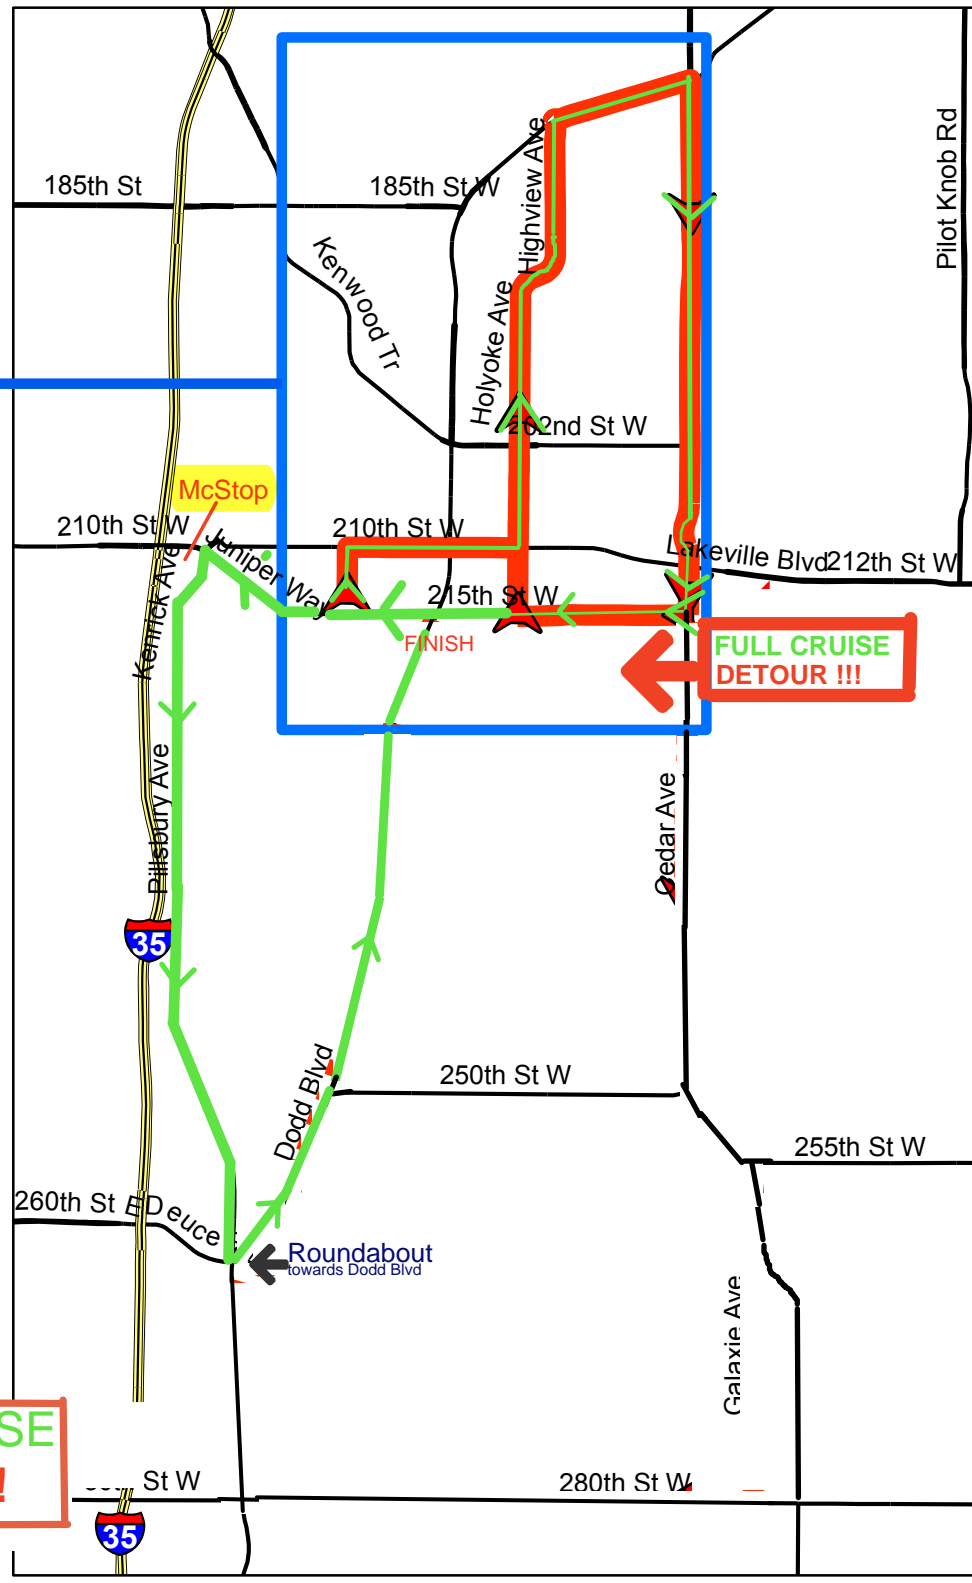 185th St
185th St W
Highview Ave
Pilot Knob Rd
Kenwood Tr
Holyoke Ave
202nd St W
McStop
210th St W
210th St W
Juniper Way
Lakeville Blvd
212th St W
Kenrick Ave
215th St W
FINISH
FULL CRUISE
DETOUR !!!
Pillsbury Ave
Cedar Ave
35
Dodd Blvd
250th St W
255th St W
260th St
Deuce
Roundabout
towards Dodd Blvd
Galaxie Ave
SE
!
St W
280th St W
35